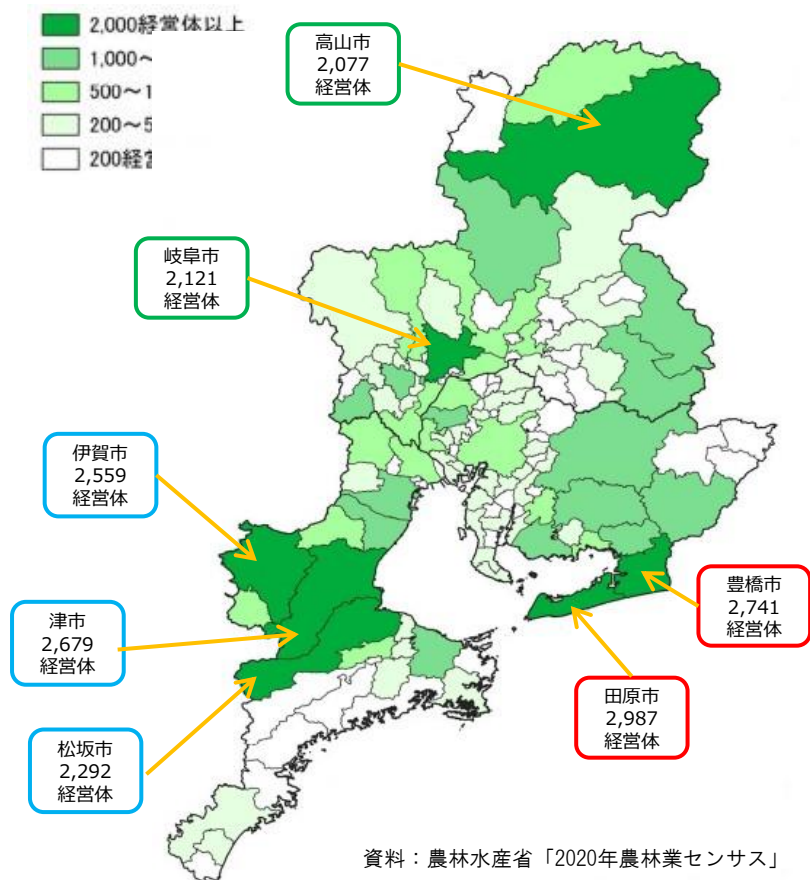 2,000経営体以上
1,000~
500~1
200~5
200経営
高山市
2,077
経営体
岐阜市
2,121
経営体
伊賀市
2,559
経営体
津市
2,679
経営体
松坂市
2,292
経営体
豊橋市
2,741
経営体
田原市
2,987
経営体
資料:農林水産省「2020年農林業センサス」